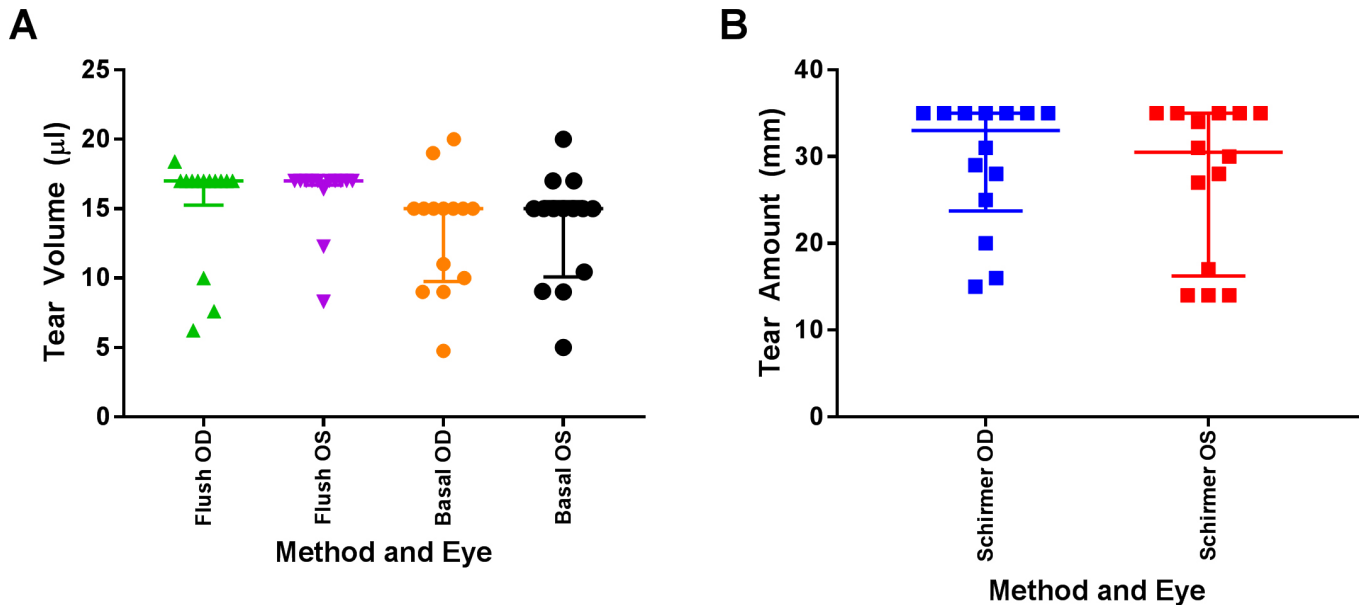 A
25
20
15
10
5
0
Tear Volume (µl)
Flush OD
Flush OS
Basal OD
Basal OS
Method and Eye
B
40
30
20
10
0
Tear Amount (mm)
Schirmer OD
Schirmer OS
Method and Eye